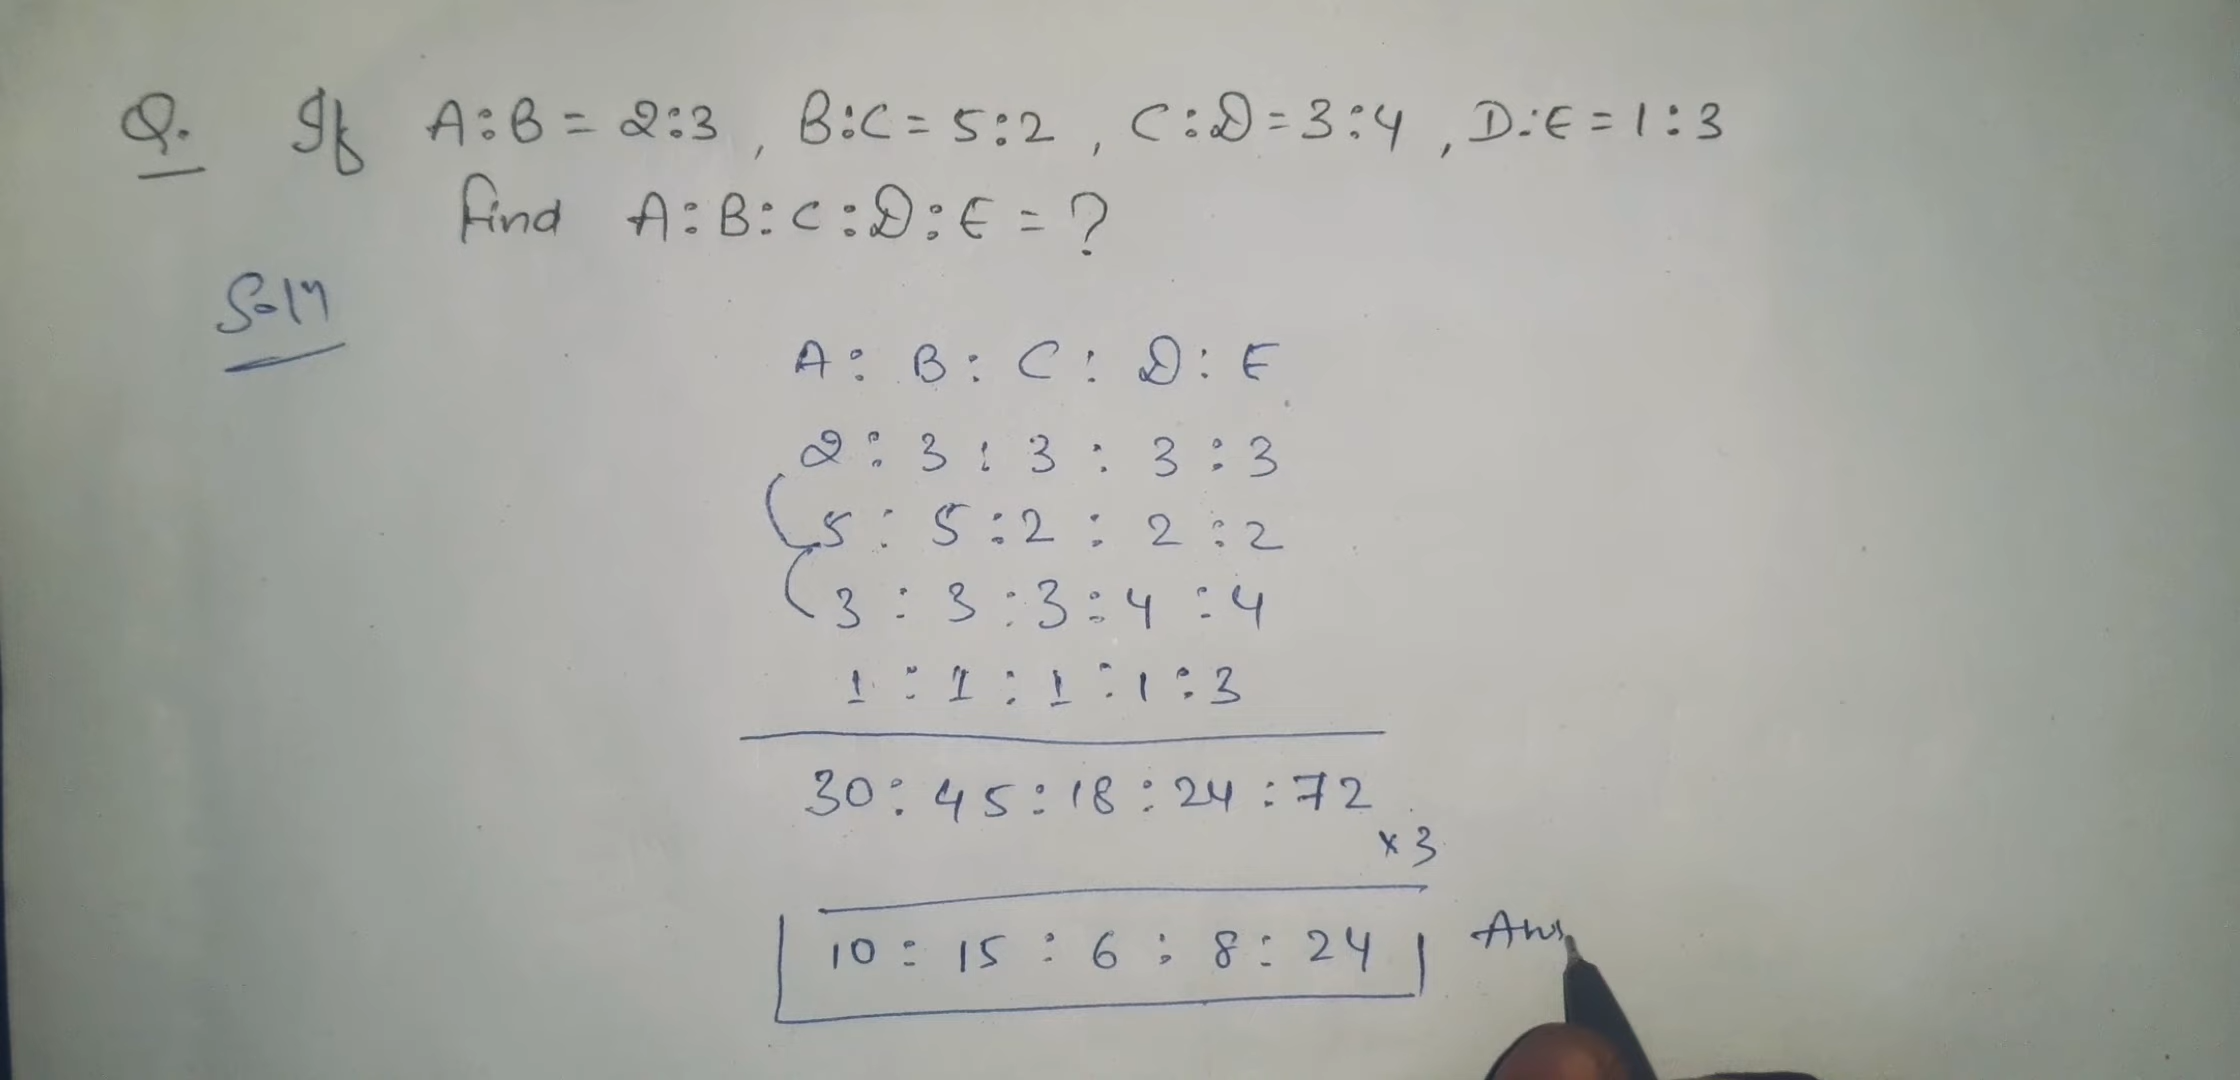 Q. If A:B = 2:3, B:C = 5:2, C:D = 3:4, D:E = 1:3
find A:B:C:D:E = ?
Soln
A: B: C: D: E
2: 3: 3: 3: 3
5: 5: 2: 2: 2
3: 3: 3: 4: 4
1: 1: 1: 1: 3
30: 45: 18: 24: 72
×3
10: 15: 6: 8: 24 Ans